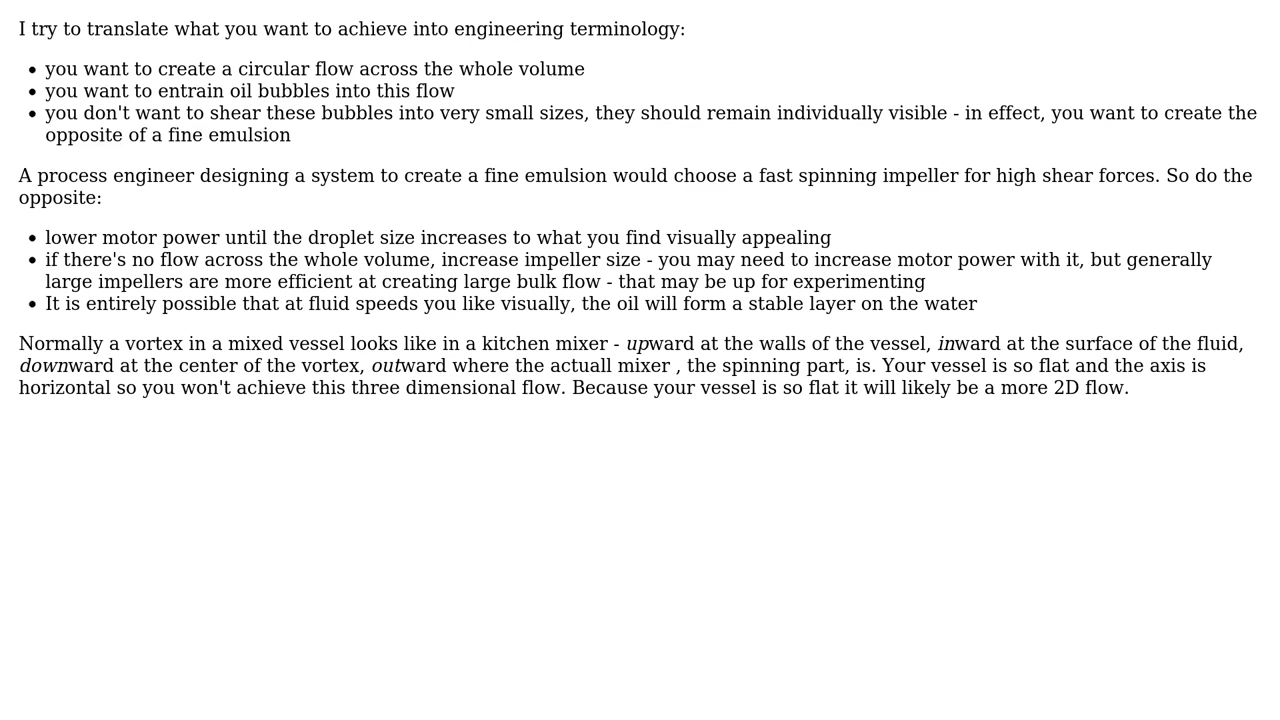 I try to translate what you want to achieve into engineering terminology:
• you want to create a circular flow across the whole volume
• you want to entrain oil bubbles into this flow
• you don't want to shear these bubbles into very small sizes, they should remain individually visible - in effect, you want to create the
opposite of a fine emulsion
A process engineer designing a system to create a fine emulsion would choose a fast spinning impeller for high shear forces. So do the
opposite:
• lower motor power until the droplet size increases to what you find visually appealing
• if there's no flow across the whole volume, increase impeller size - you may need to increase motor power with it, but generally
large impellers are more efficient at creating large bulk flow - that may be up for experimenting
• It is entirely possible that at fluid speeds you like visually, the oil will form a stable layer on the water
Normally a vortex in a mixed vessel looks like in a kitchen mixer - upward at the walls of the vessel, inward at the surface of the fluid,
downward at the center of the vortex, outward where the actuall mixer , the spinning part, is. Your vessel is so flat and the axis is
horizontal so you won't achieve this three dimensional flow. Because your vessel is so flat it will likely be a more 2D flow.